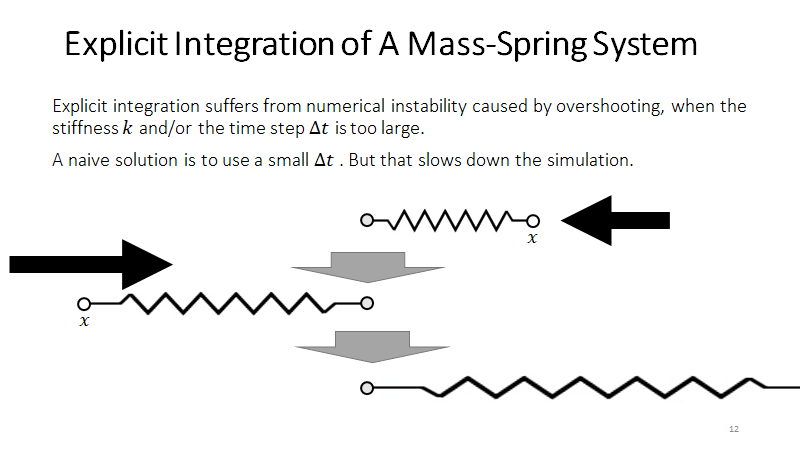 Explicit Integration of A Mass-Spring System
Explicit integration suffers from numerical instability caused by overshooting, when the
stiffness k and/or the time step Δt is too large.
A naive solution is to use a small Δt . But that slows down the simulation.
x
x
12